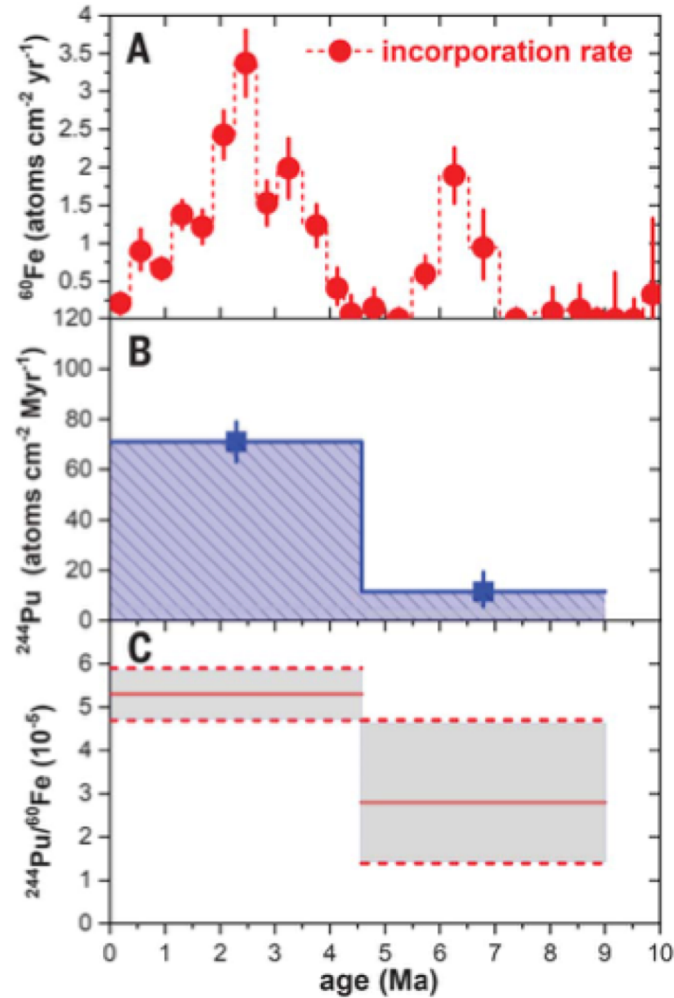 A
incorporation rate
⁶⁰Fe (atoms cm⁻² yr⁻¹)
4
3.5
3
2.5
2
1.5
1
0.5
B
²⁴⁴Pu (atoms cm⁻² Myr⁻¹)
120
100
80
60
40
20
0
C
²⁴⁴Pu/⁶⁰Fe (10⁻⁵)
6
5
4
3
2
1
0
0 1 2 3 4 5 6 7 8 9 10
age (Ma)